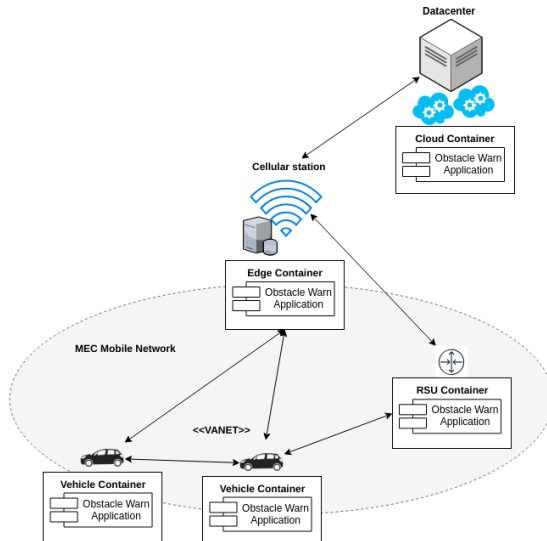 Datacenter
Cloud Container
Obstacle Warn
Application
Cellular station
Edge Container
Obstacle Warn
Application
MEC Mobile Network
RSU Container
Obstacle Warn
Application
<<VANET>>
Vehicle Container
Obstacle Warn
Application
Vehicle Container
Obstacle Warn
Application